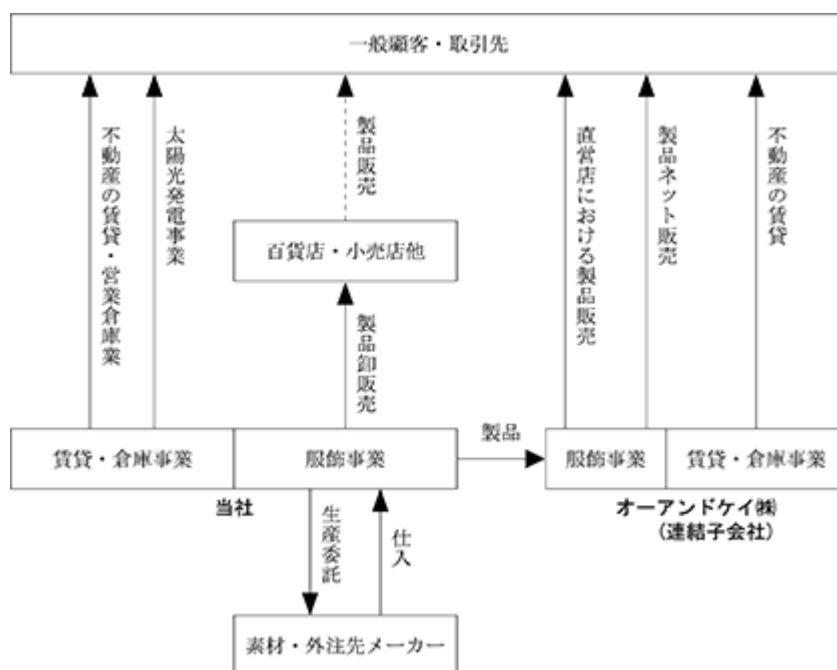 一般顧客・取引先
不動産の賃貸・営業倉庫業
太陽光発電事業
製品販売
直営店における製品販売
製品ネット販売
不動産の賃貸
百貨店・小売店他
製品卸販売
製品
賃貸・倉庫事業
服飾事業
服飾事業
賃貸・倉庫事業
当社
オーアンドケイ㈱
(連結子会社)
生産委託
仕入
素材・外注先メーカー